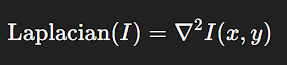 Laplacian(I) = ∇²I(x, y)